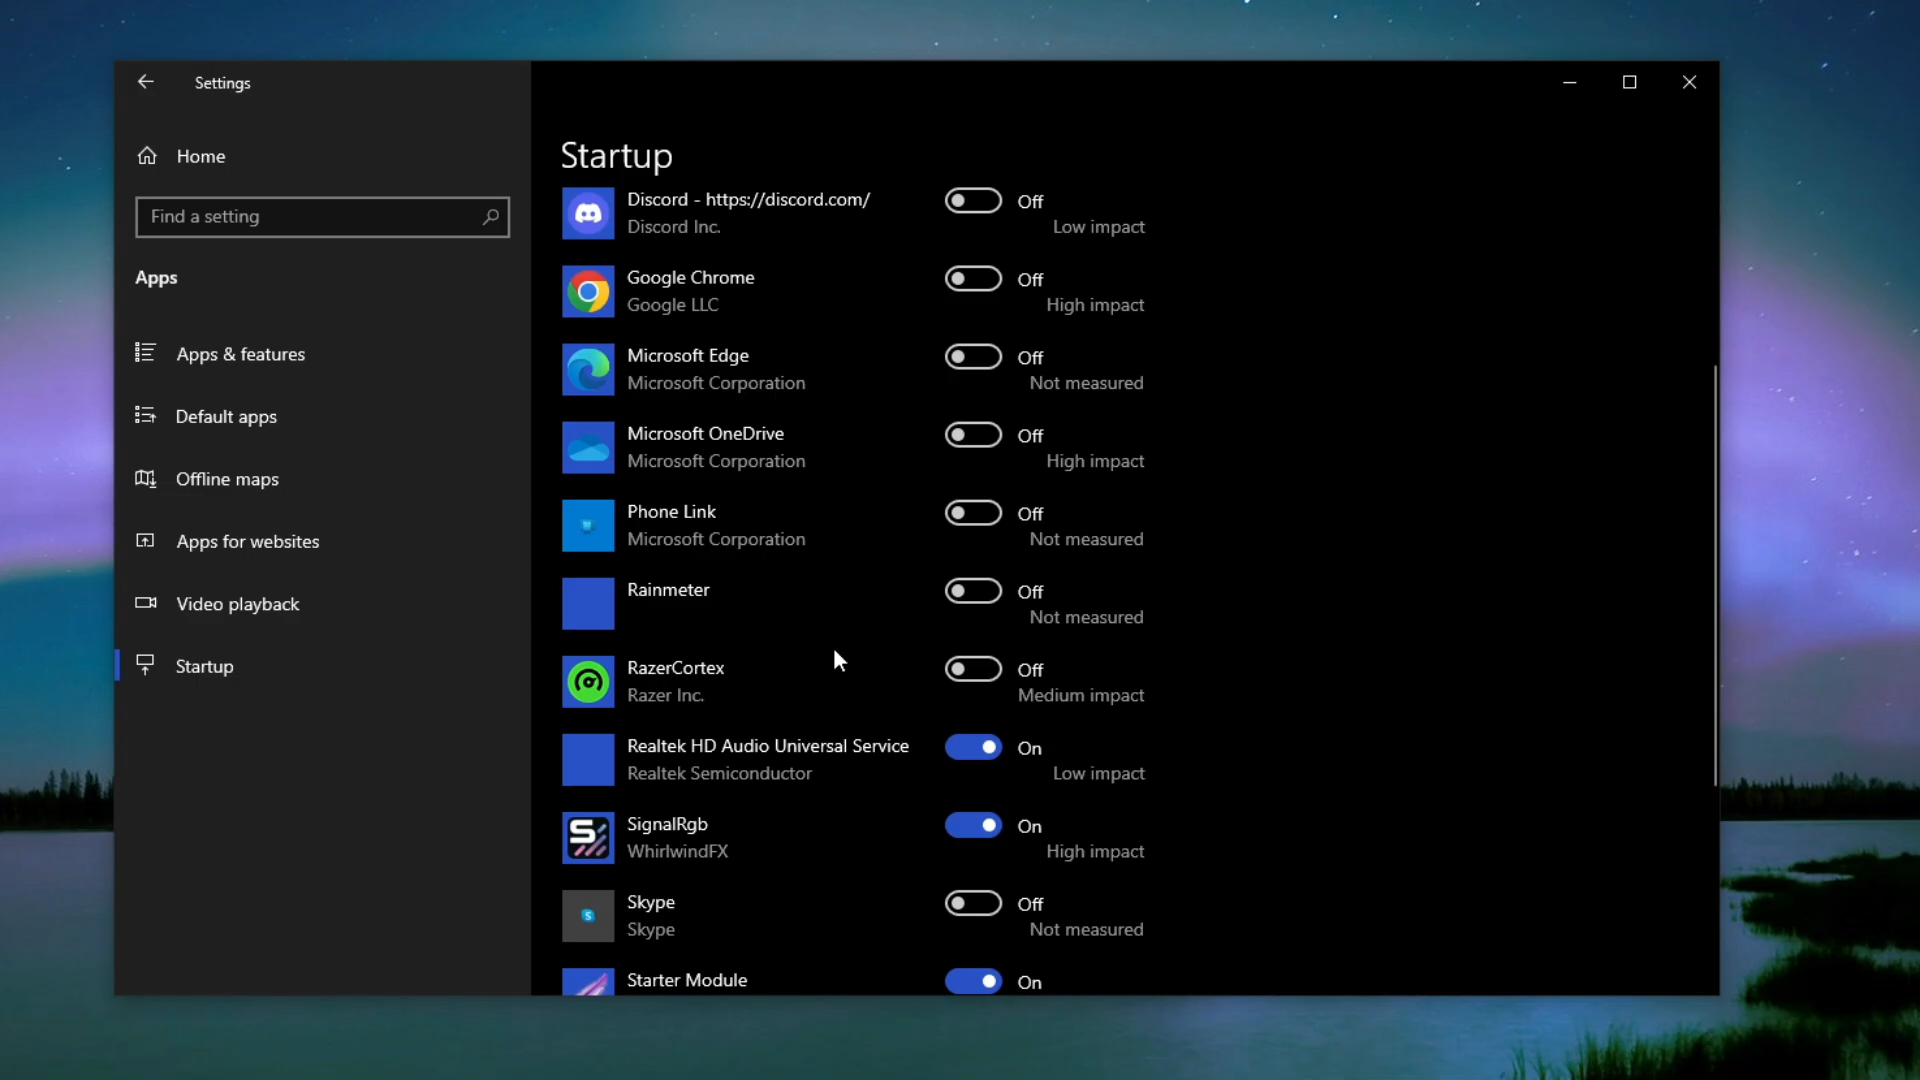 Settings
Home
Find a setting
Apps
Apps & features
Default apps
Offline maps
Apps for websites
Video playback
Startup
Startup
Discord - https://discord.com/
Off
Discord Inc.
Low impact
Google Chrome
Off
Google LLC
High impact
Microsoft Edge
Off
Microsoft Corporation
Not measured
Microsoft OneDrive
Off
Microsoft Corporation
High impact
Phone Link
Off
Microsoft Corporation
Not measured
Rainmeter
Off
Not measured
RazerCortex
Off
Razer Inc.
Medium impact
Realtek HD Audio Universal Service
On
Realtek Semiconductor
Low impact
SignalRgb
On
WhirlwindFX
High impact
Skype
Off
Skype
Not measured
Starter Module
On